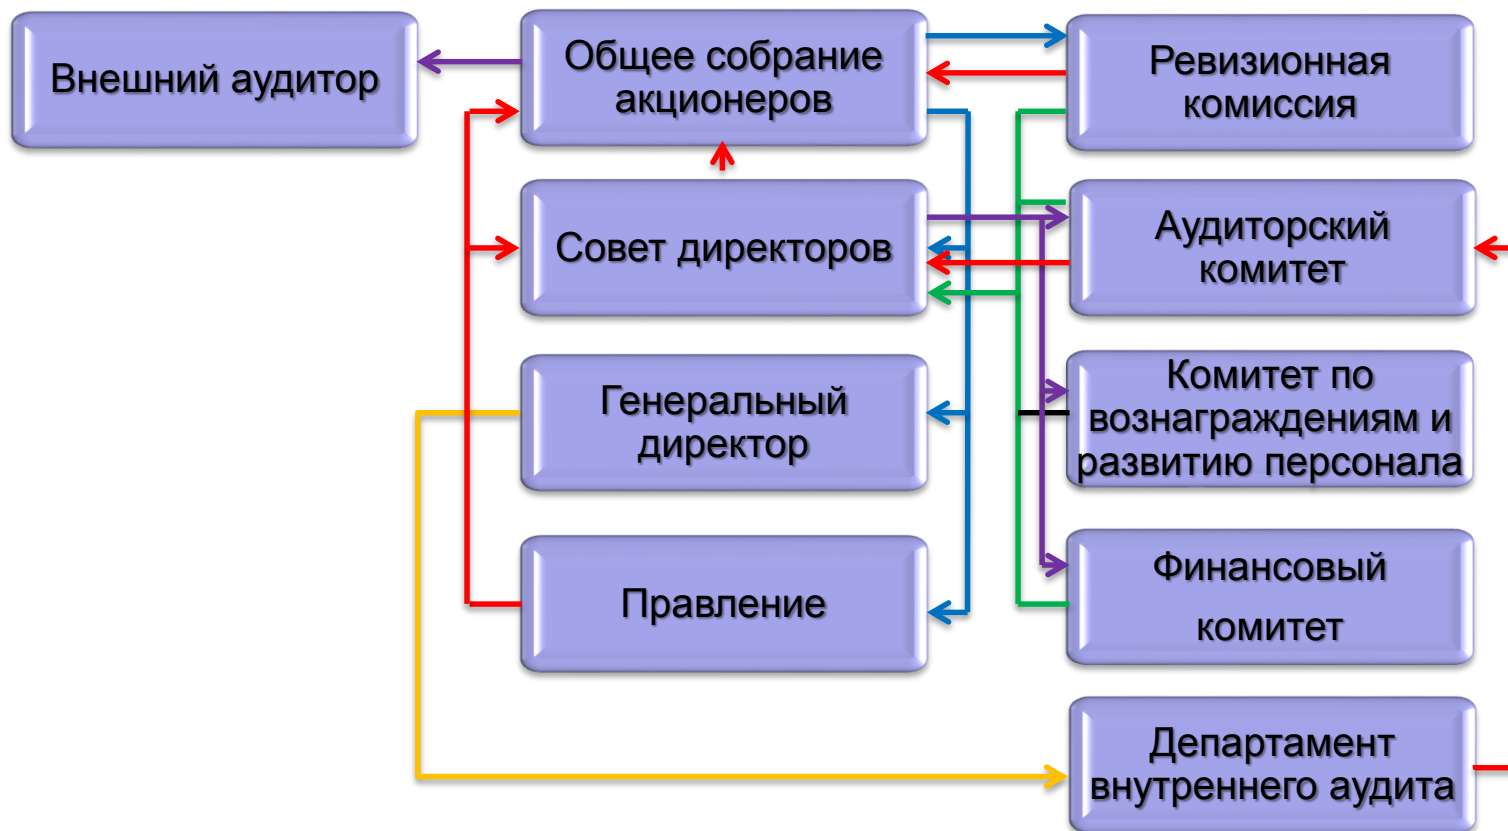 Внешний аудитор
Общее собрание
акционеров
Ревизионная
комиссия
Совет директоров
Аудиторский
комитет
Генеральный
директор
Комитет по
вознаграждениям и
развитию персонала
Правление
Финансовый
комитет
Департамент
внутреннего аудита